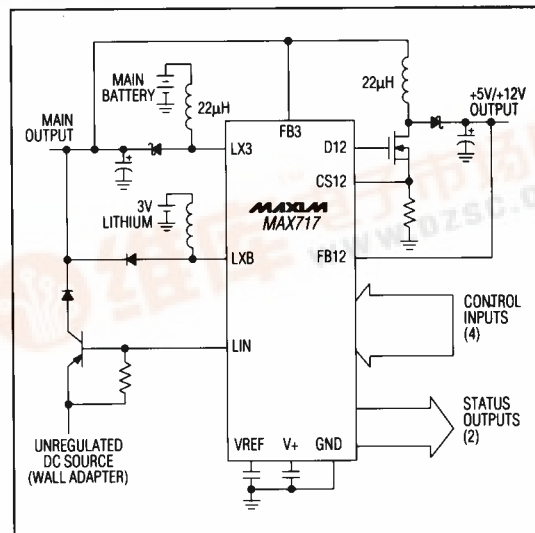 MAIN
BATTERY
22μH
22μH
+5V/+12V
OUTPUT
MAIN
OUTPUT
FB3
LX3
D12
CS12
3V
LITHIUM
MAXIM
MAX717
LXB
FB12
CONTROL
INPUTS
(4)
LIN
STATUS
OUTPUTS
(2)
UNREGULATED
DC SOURCE
(WALL ADAPTER)
VREF
V+
GND